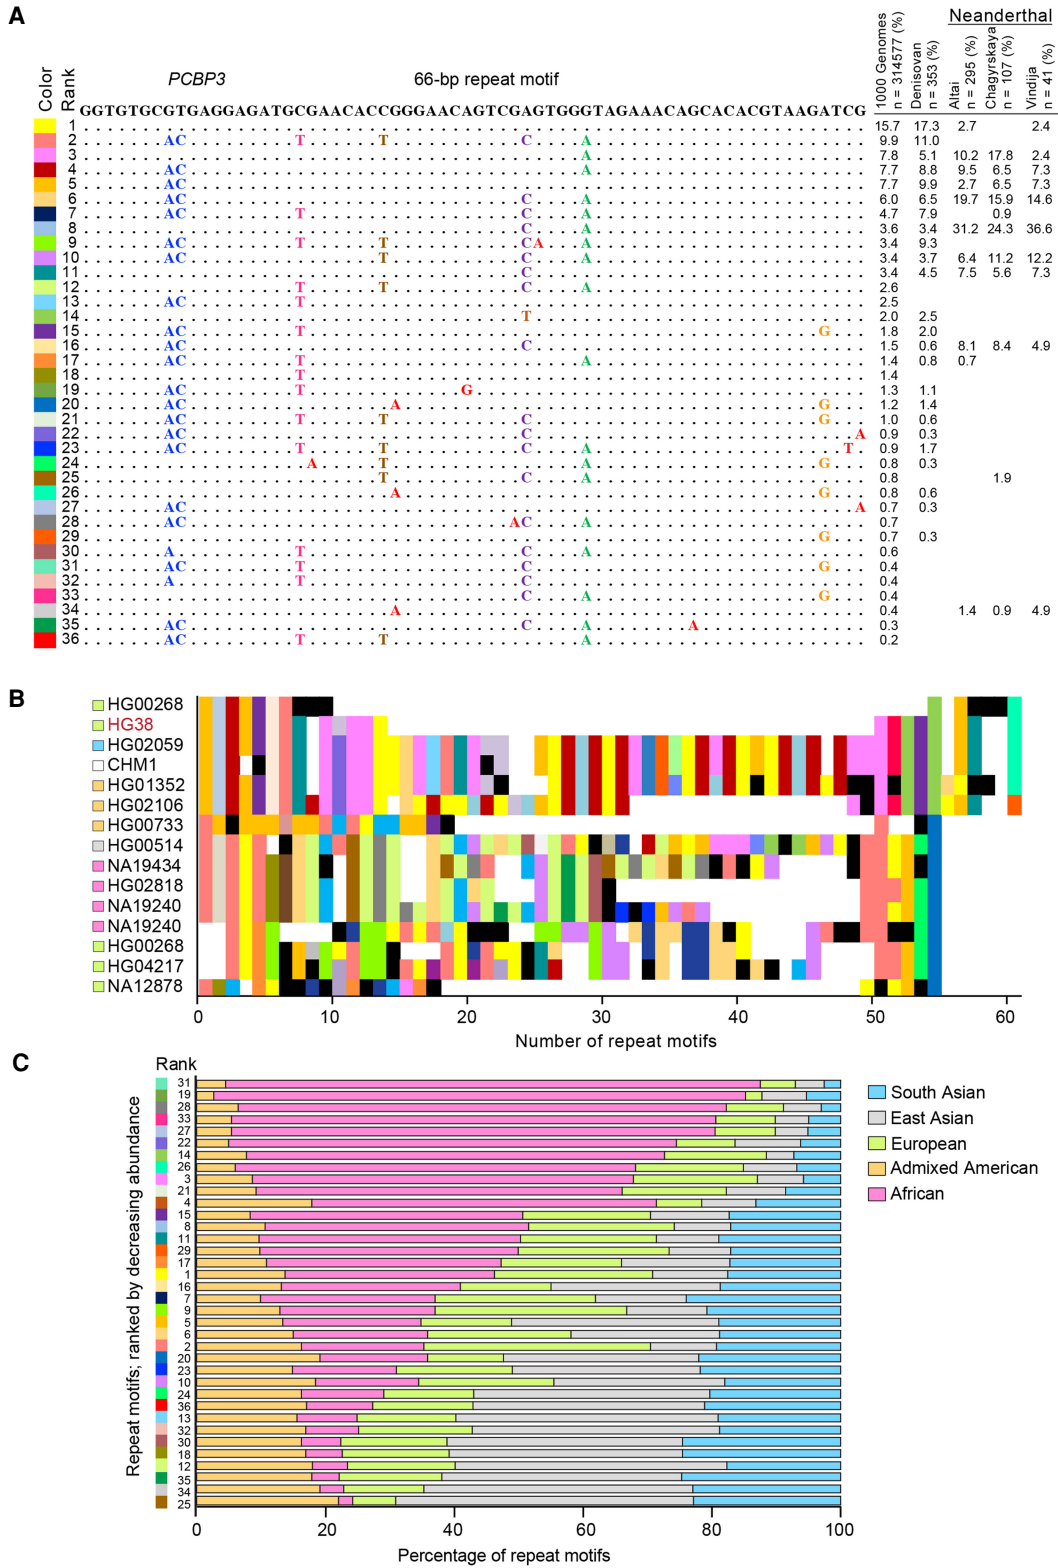 A
Neanderthal
Color
Rank
PCBP3
66-bp repeat motif
1000 Genomes n = 314577 (%)
Denisovan n = 353 (%)
Altai n = 295 (%)
Chagyrskaya n = 107 (%)
Vindija n = 41 (%)
GGTGTGCGTGAGGAGATGCGAACACCGGGAACAGTCGAGTGGGTAGAAACAGCACACGTAAGATCG
1 15.7 17.3 2.7 2.4
2 AC T T C A 9.9 11.0
3 A 7.8 5.1 10.2 17.8 2.4
4 AC A 7.7 8.8 9.5 6.5 7.3
5 AC 7.7 9.9 2.7 6.5 7.3
6 AC C A 6.0 6.5 19.7 15.9 14.6
7 AC T C A 4.7 7.9 0.9
8 C A 3.6 3.4 31.2 24.3 36.6
9 AC T T C A A 3.4 9.3
10 AC T C A 3.4 3.7 6.4 11.2 12.2
11 C 3.4 4.5 7.5 5.6 7.3
12 T T C A 2.6
13 AC T 2.5
14 T 2.0 2.5
15 AC T G 1.8 2.0
16 AC C 1.5 0.6 8.1 8.4 4.9
17 AC T A 1.4 0.8 0.7
18 T 1.4
19 AC T G 1.3 1.1
20 AC A G 1.2 1.4
21 AC T T C G 1.0 0.6
22 AC C A 0.9 0.3
23 AC T T C A T 0.9 1.7
24 A T A G 0.8 0.3
25 T C A 0.8 1.9
26 A G 0.8 0.6
27 AC A 0.7 0.3
28 AC A C A 0.7
29 G 0.7 0.3
30 A T C A 0.6
31 AC T C G 0.4
32 A T C 0.4
33 C A G 0.4
34 A 0.4 1.4 0.9 4.9
35 AC C A A 0.3
36 AC T T A 0.2
B
HG00268
HG38
HG02059
CHM1
HG01352
HG02106
HG00733
HG00514
NA19434
HG02818
NA19240
NA19240
HG00268
HG04217
NA12878
0 10 20 30 40 50 60
Number of repeat motifs
C
Rank
Repeat motifs; ranked by decreasing abundance
31
19
28
33
27
22
14
26
3
21
4
15
8
11
29
17
1
16
7
9
5
6
2
20
23
10
24
36
13
32
30
18
12
35
34
25
South Asian
East Asian
European
Admixed American
African
0 20 40 60 80 100
Percentage of repeat motifs